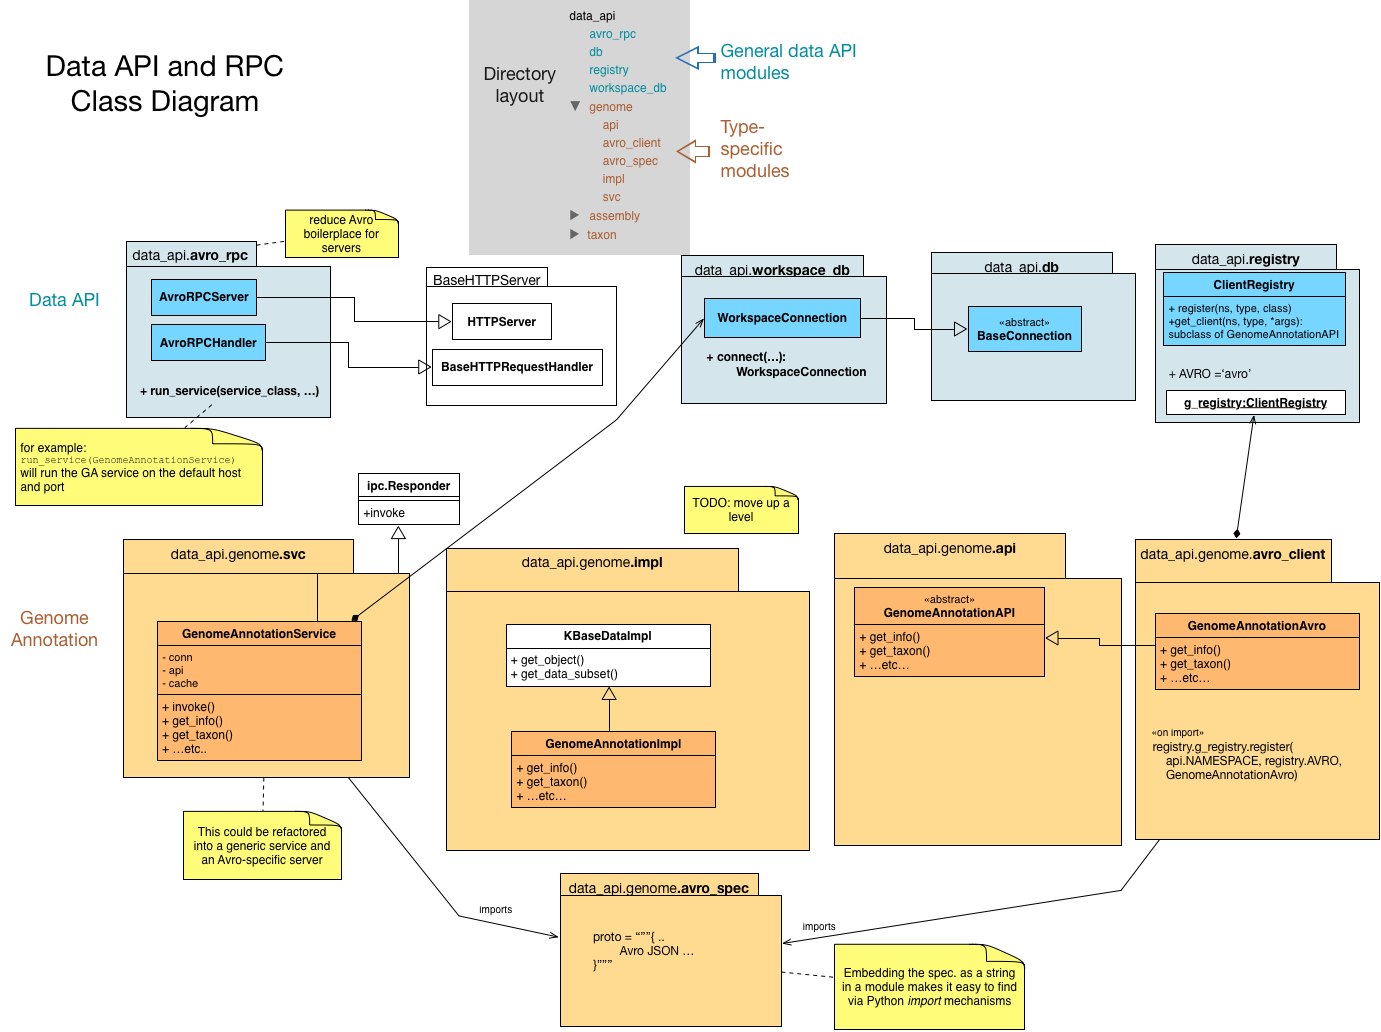 Data API and RPC
Class Diagram
Directory
layout
data_api
avro_rpc
db
registry
workspace_db
genome
api
avro_client
avro_spec
impl
svc
assembly
taxon
General data API
modules
Type-
specific
modules
reduce Avro
boilerplace for
servers
Data API
data_api.avro_rpc
AvroRPCServer
AvroRPCHandler
+ run_service(service_class, ...)
BaseHTTPServer
HTTPServer
BaseHTTPRequestHandler
data_api.workspace_db
WorkspaceConnection
+ connect(...):
WorkspaceConnection
data_api.db
«abstract»
BaseConnection
data_api.registry
ClientRegistry
+ register(ns, type, class)
+get_client(ns, type, *args):
subclass of GenomeAnnotationAPI
+ AVRO =‘avro’
g_registry:ClientRegistry
for example:
run_service(GenomeAnnotationService)
will run the GA service on the default host
and port
ipc.Responder
+invoke
TODO: move up a
level
Genome
Annotation
data_api.genome.svc
GenomeAnnotationService
- conn
- api
- cache
+ invoke()
+ get_info()
+ get_taxon()
+ ...etc..
data_api.genome.impl
KBaseDataImpl
+ get_object()
+ get_data_subset()
GenomeAnnotationImpl
+ get_info()
+ get_taxon()
+ ...etc...
data_api.genome.api
«abstract»
GenomeAnnotationAPI
+ get_info()
+ get_taxon()
+ ...etc...
data_api.genome.avro_client
GenomeAnnotationAvro
+ get_info()
+ get_taxon()
+ ...etc...
«on import»
registry.g_registry.register(
api.NAMESPACE, registry.AVRO,
GenomeAnnotationAvro)
This could be refactored
into a generic service and
an Avro-specific server
imports
imports
data_api.genome.avro_spec
proto = “””{ ..
Avro JSON ...
}”””
Embedding the spec. as a string
in a module makes it easy to find
via Python import mechanisms